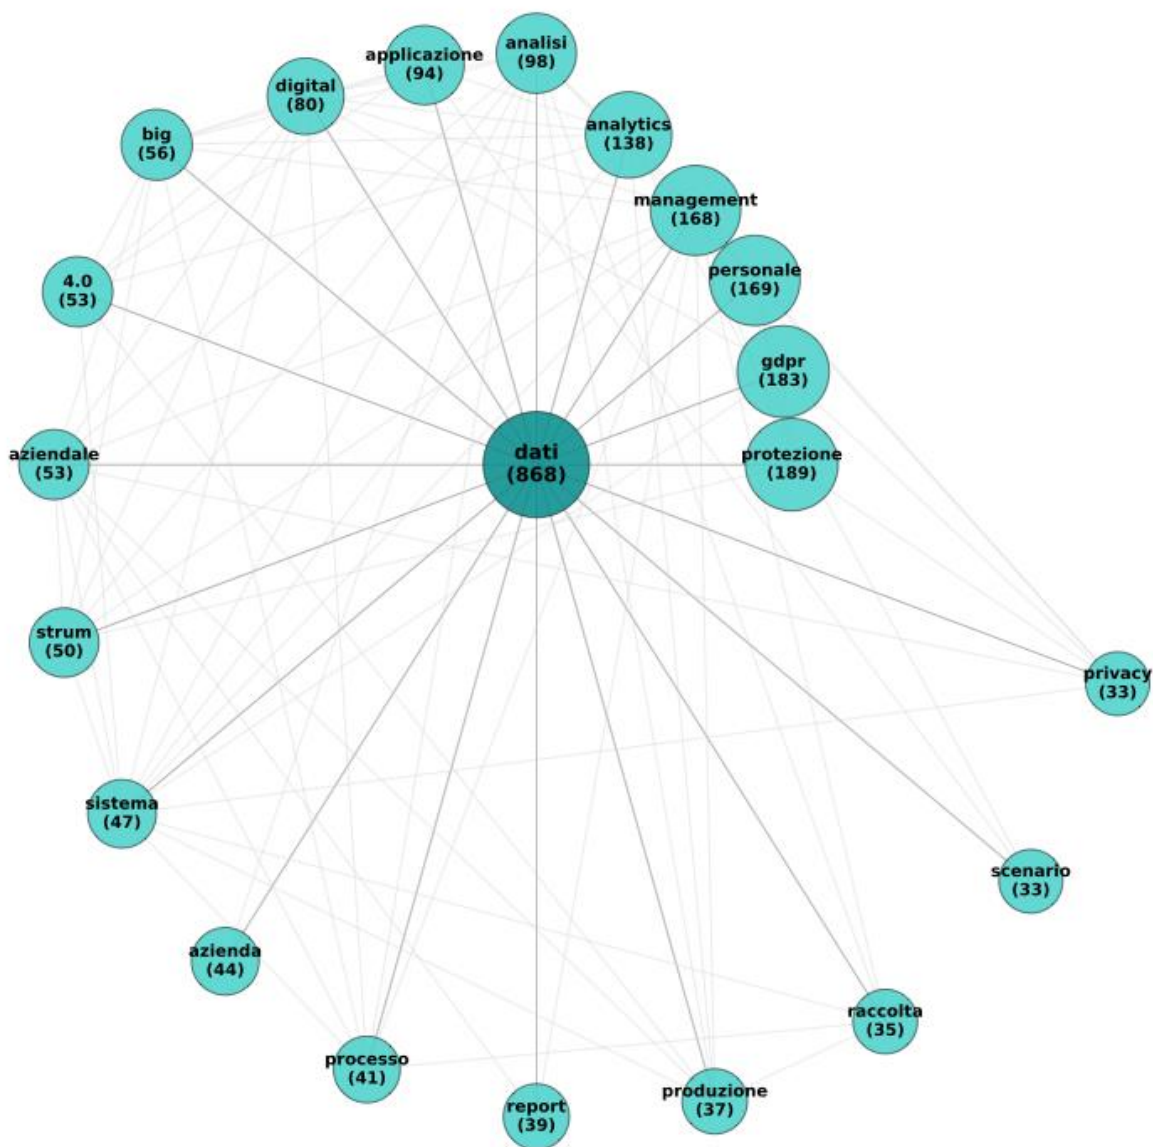 analisi
(98)
applicazione
(94)
digital
(80)
analytics
(138)
big
(56)
management
(168)
personale
(169)
4.0
(53)
gdpr
(183)
dati
(868)
aziendale
(53)
protezione
(189)
strum
(50)
privacy
(33)
sistema
(47)
scenario
(33)
azienda
(44)
raccolta
(35)
processo
(41)
produzione
(37)
report
(39)